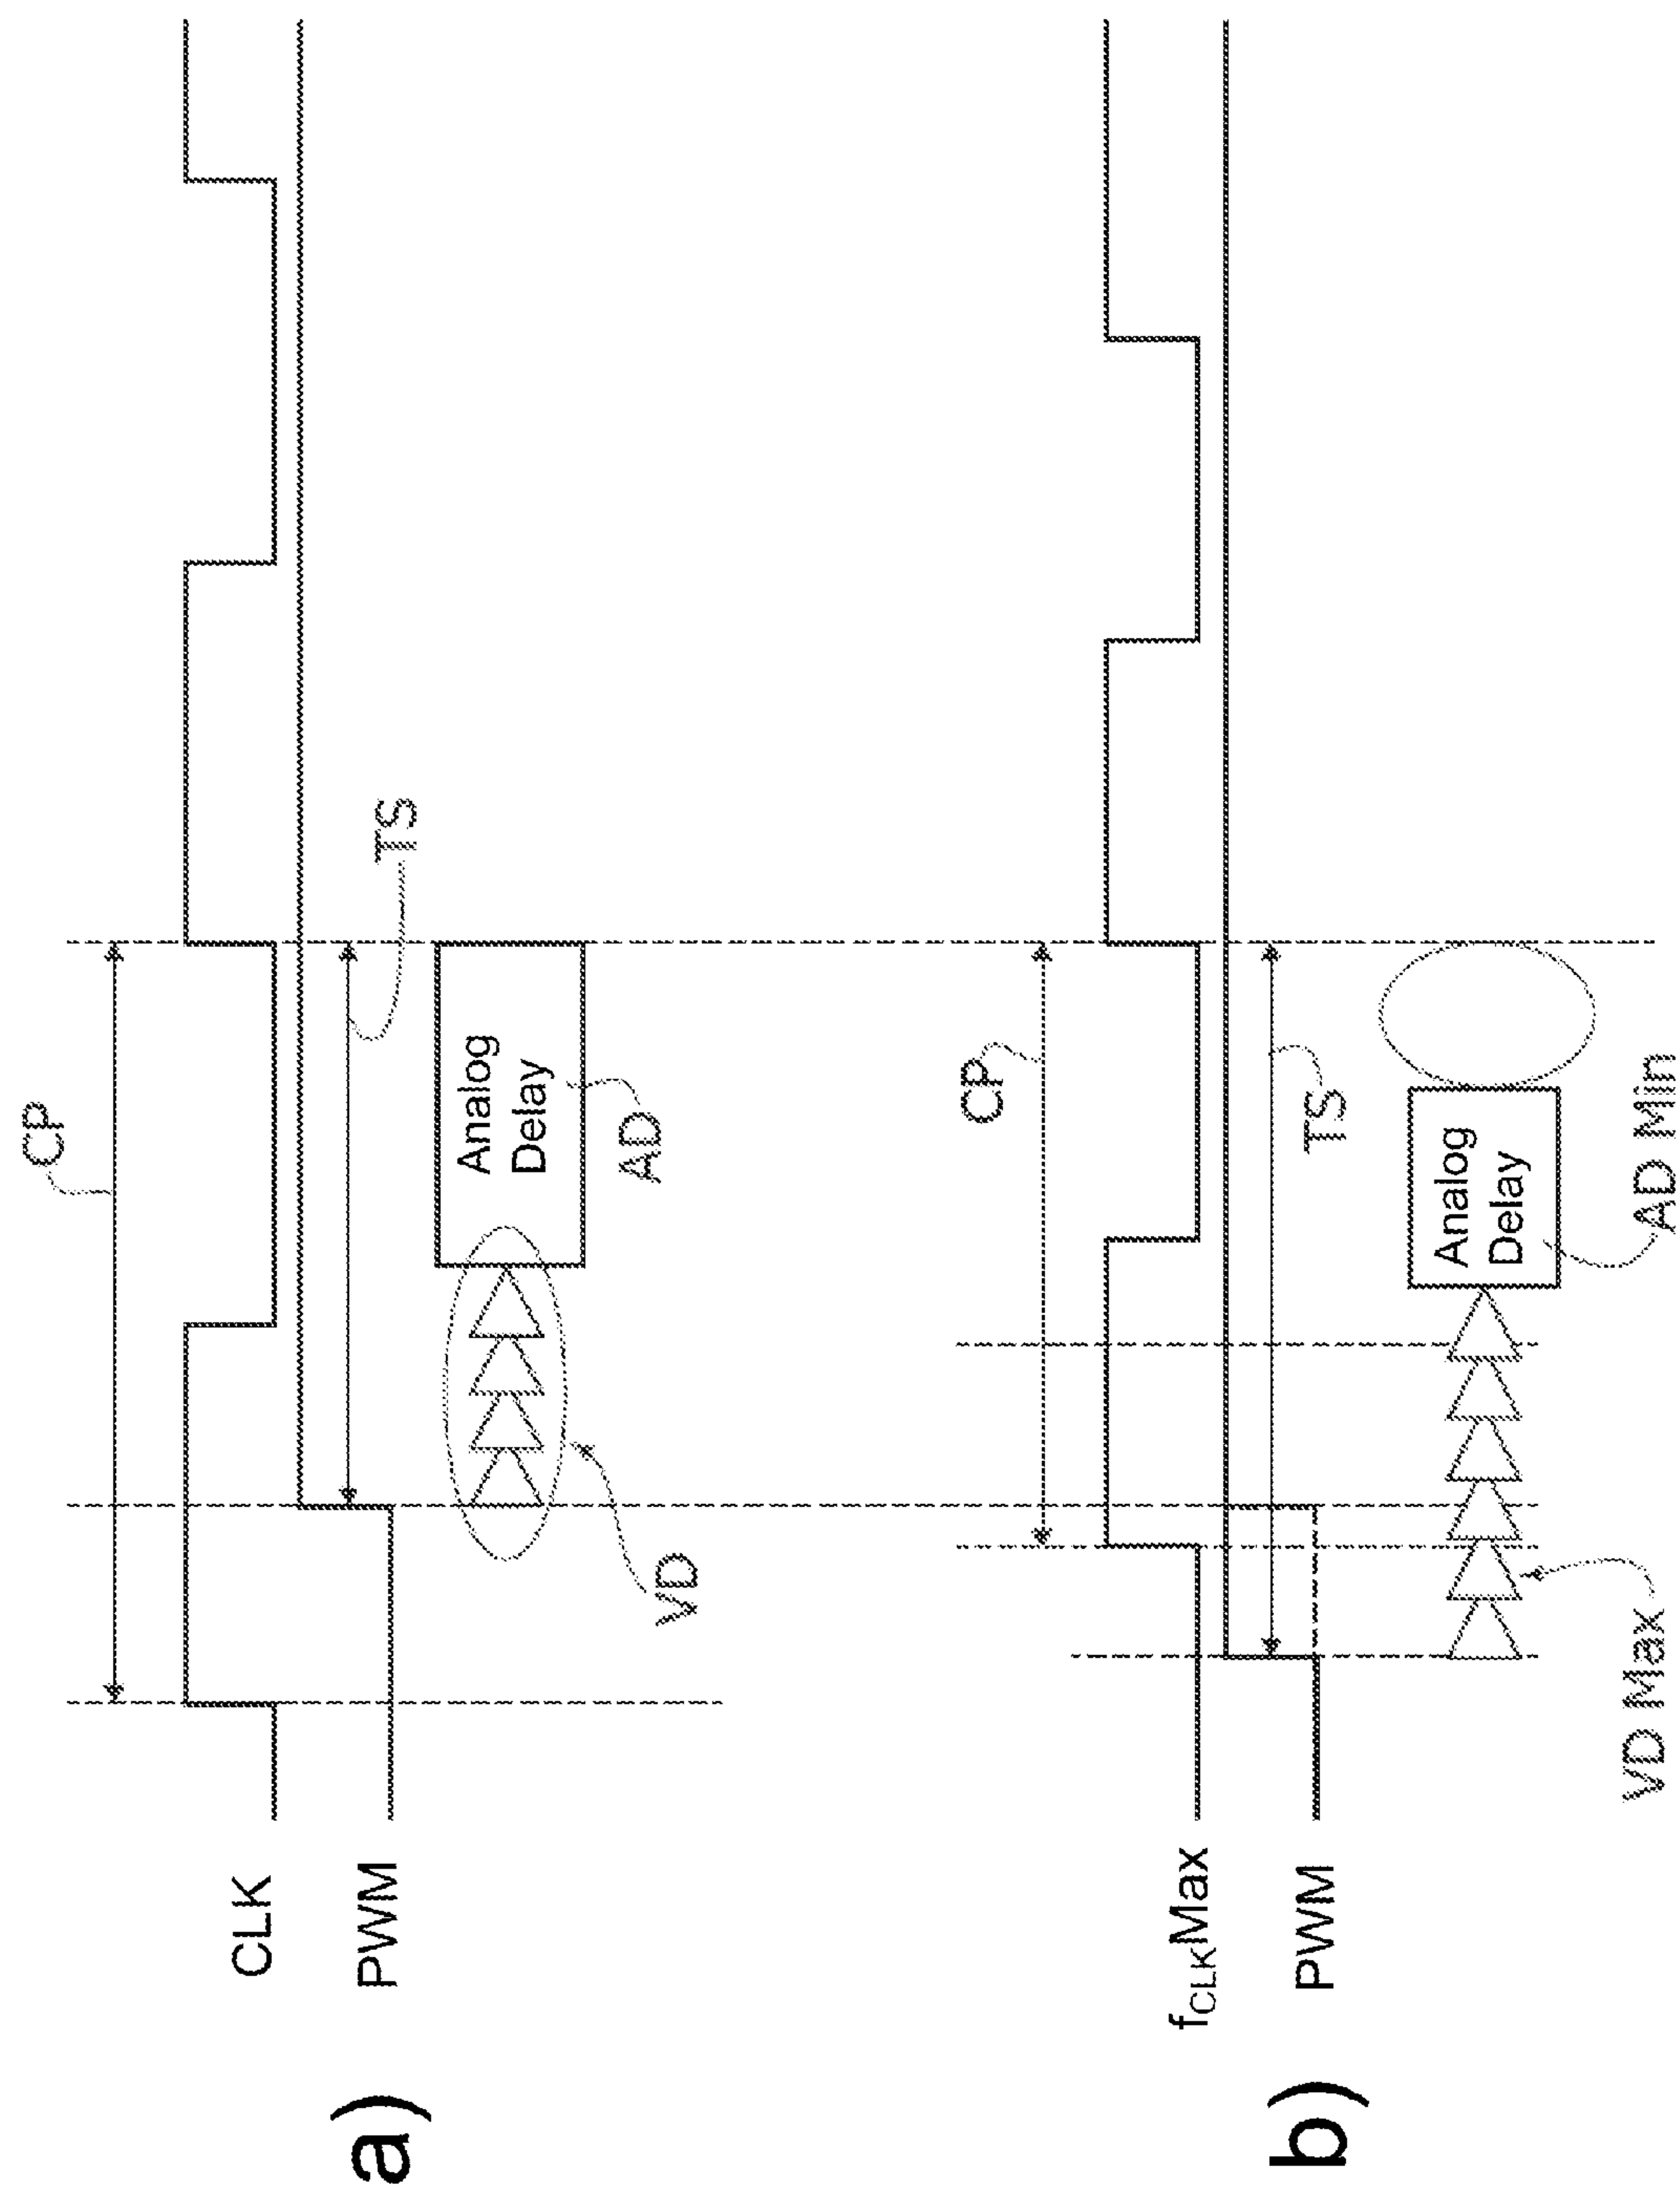 a)
CLK
PWM
CP
TS
Analog
Delay
AD
VD
b)
fCLKMax
PWM
CP
TS
Analog
Delay
AD Min
VD Max